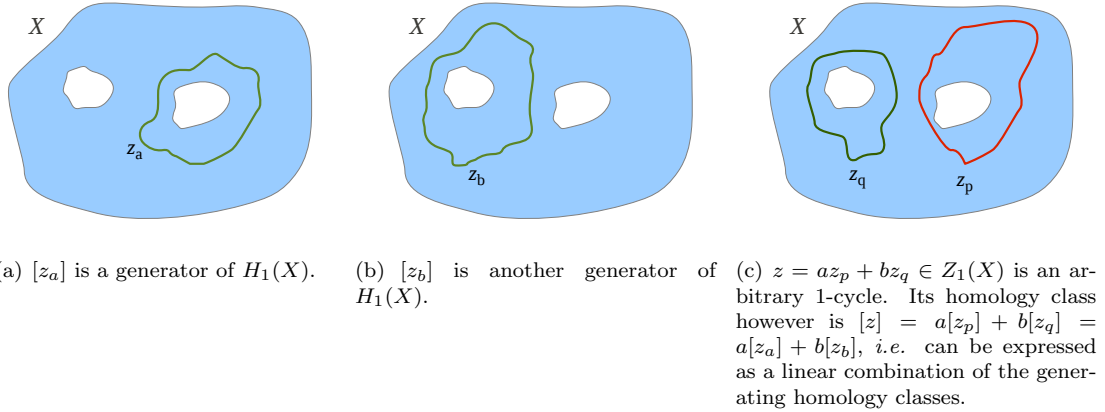 X
z_a
X
z_b
X
z_q
z_p
a) [z_a] is a generator of H_1(X).
(b) [z_b] is another generator of
H_1(X).
(c) z = az_p + bz_q ∈ Z_1(X) is an ar-
bitrary 1-cycle. Its homology class
however is [z] = a[z_p] + b[z_q] =
a[z_a] + b[z_b], i.e. can be expressed
as a linear combination of the gener-
ating homology classes.